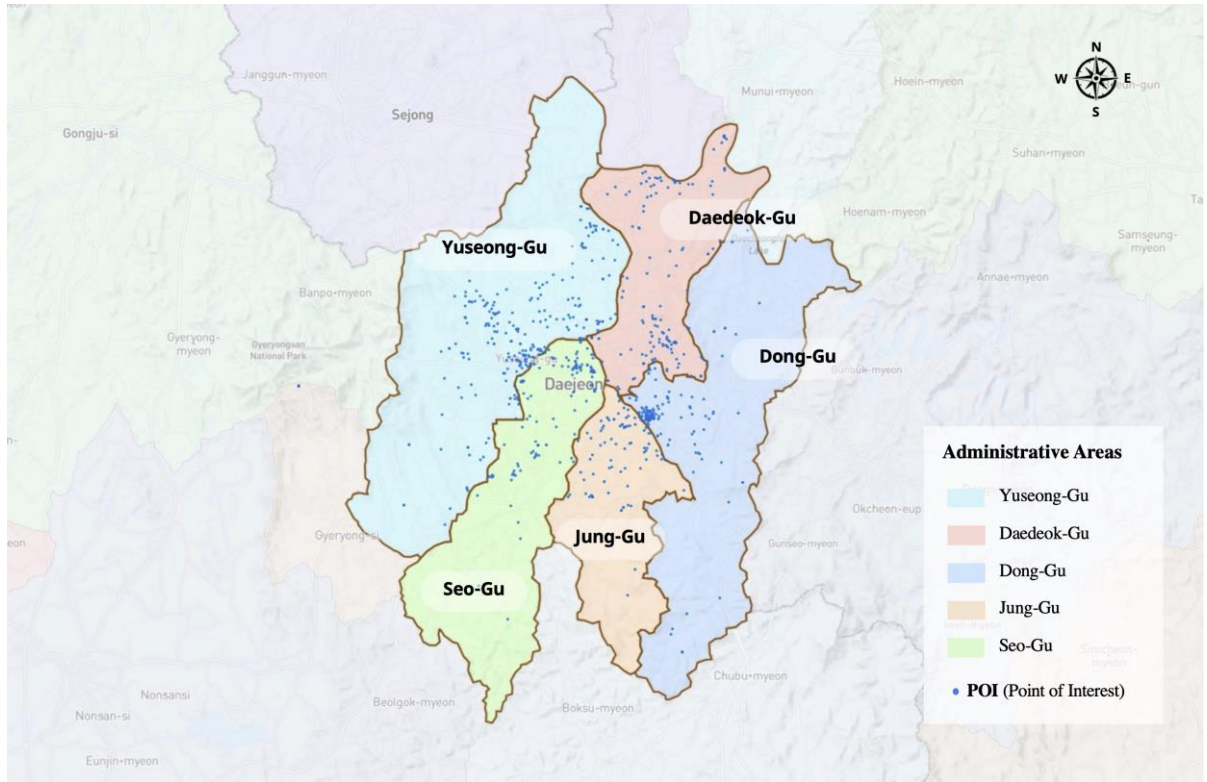 N
W E
S
Janggun-myeon
Sejong
Gongju-si
Munui-myeon
Hoein-myeon
Suhan-myeon
Daedeok-Gu
Hoenam-myeon
Lake
Samseung-
myeon
Yuseong-Gu
Banpo-myeon
Annae-myeon
Gyeryong-
myeon
Gyeryongsan
National Park
Dong-Gu
Daejeon
Administrative Areas
Yuseong-Gu
Okcheon-eup
Daedeok-Gu
Gyeryong-si
Jung-Gu
Gunseo-myeon
Dong-Gu
Seo-Gu
Jung-Gu
Seo-Gu
Chubu-myeon
Nonsansi
Beolgok-myeon
Boksu-myeon
POI (Point of Interest)
Nonsan-si
Eunjin-myeon